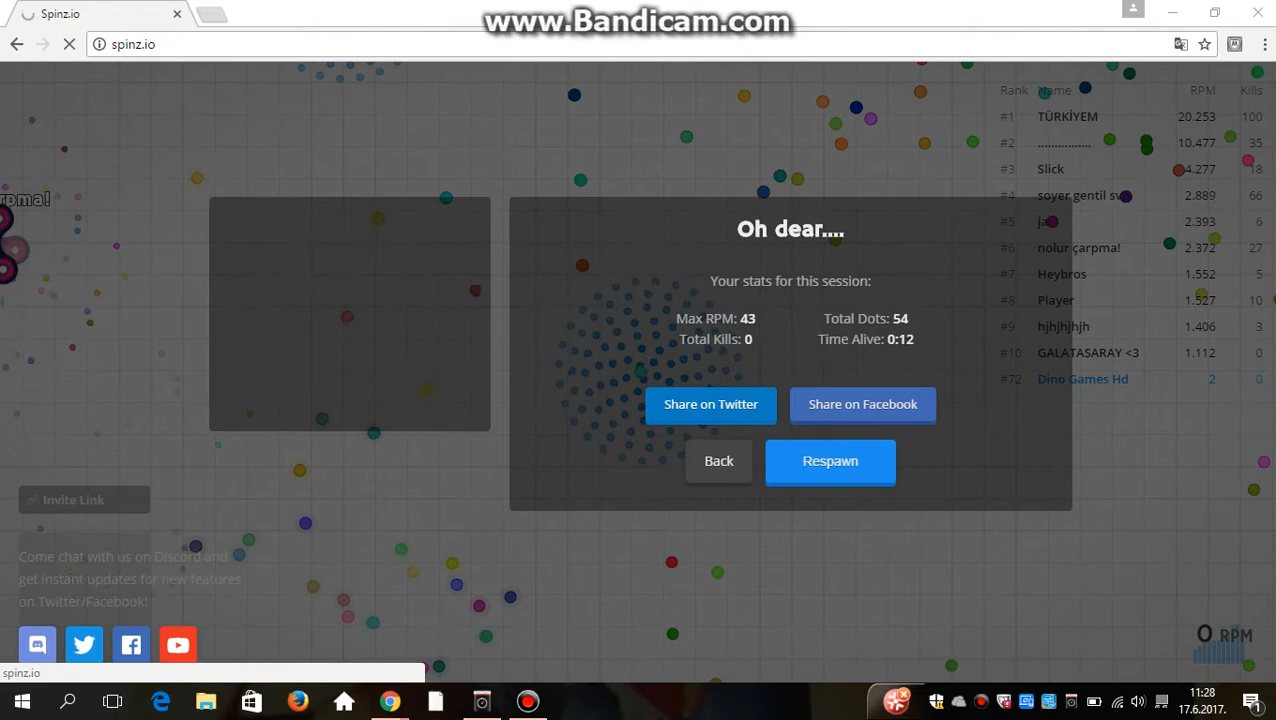 Spinz.io
www.Bandicam.com
spinz.io
Rank Name RPM Kills
#1 TÜRKİYEM 20.253 100
#2 ................ 10.477 35
#3 Slick 4.277 18
#4 soyer gentil 2.889 66
#5 2.393 6
#6 nolur çarpma! 2.372 27
#7 Heybros 1.552 5
#8 Player 1.527 10
#9 hjhjhjhjh 1.406 3
#10 GALATASARAY <3 1.112 0
#72 Dino Games Hd 2 0
rpma!
Oh dear....
Your stats for this session:
Max RPM: 43 Total Dots: 54
Total Kills: 0 Time Alive: 0:12
Share on Twitter Share on Facebook
Back Respawn
Invite Link
Come chat with us on Discord and
get instant updates for new features
on Twitter/Facebook!
0 RPM
spinz.io
11:28
17.6.2017.
1